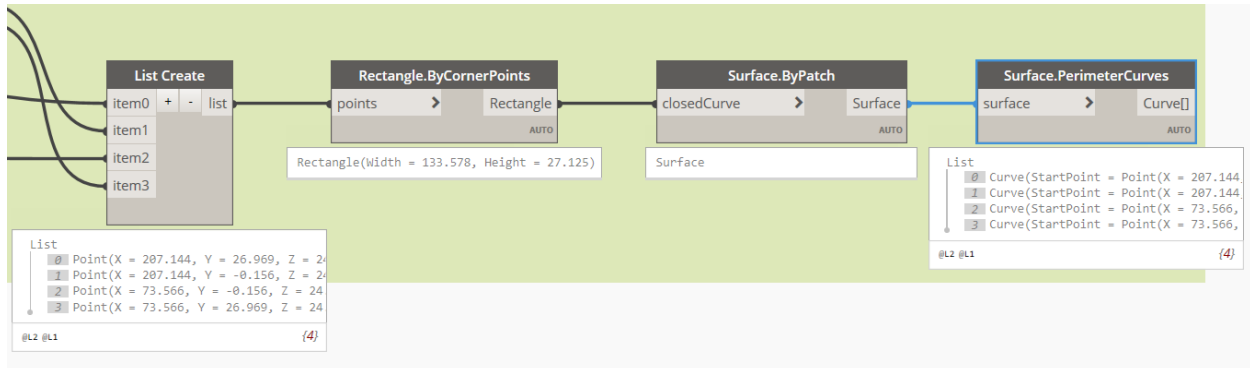 List Create
item0 + - list
item1
item2
item3
Rectangle.ByCornerPoints
points > Rectangle
AUTO
Surface.ByPatch
closedCurve > Surface
AUTO
Surface.PerimeterCurves
surface > Curve[]
AUTO
Rectangle(Width = 133.578, Height = 27.125)
Surface
List
0 Curve(StartPoint = Point(X = 207.144,
1 Curve(StartPoint = Point(X = 207.144,
2 Curve(StartPoint = Point(X = 73.566,
3 Curve(StartPoint = Point(X = 73.566,
@L2 @L1 {4}
List
0 Point(X = 207.144, Y = 26.969, Z = 24
1 Point(X = 207.144, Y = -0.156, Z = 24
2 Point(X = 73.566, Y = -0.156, Z = 24
3 Point(X = 73.566, Y = 26.969, Z = 24
@L2 @L1 {4}